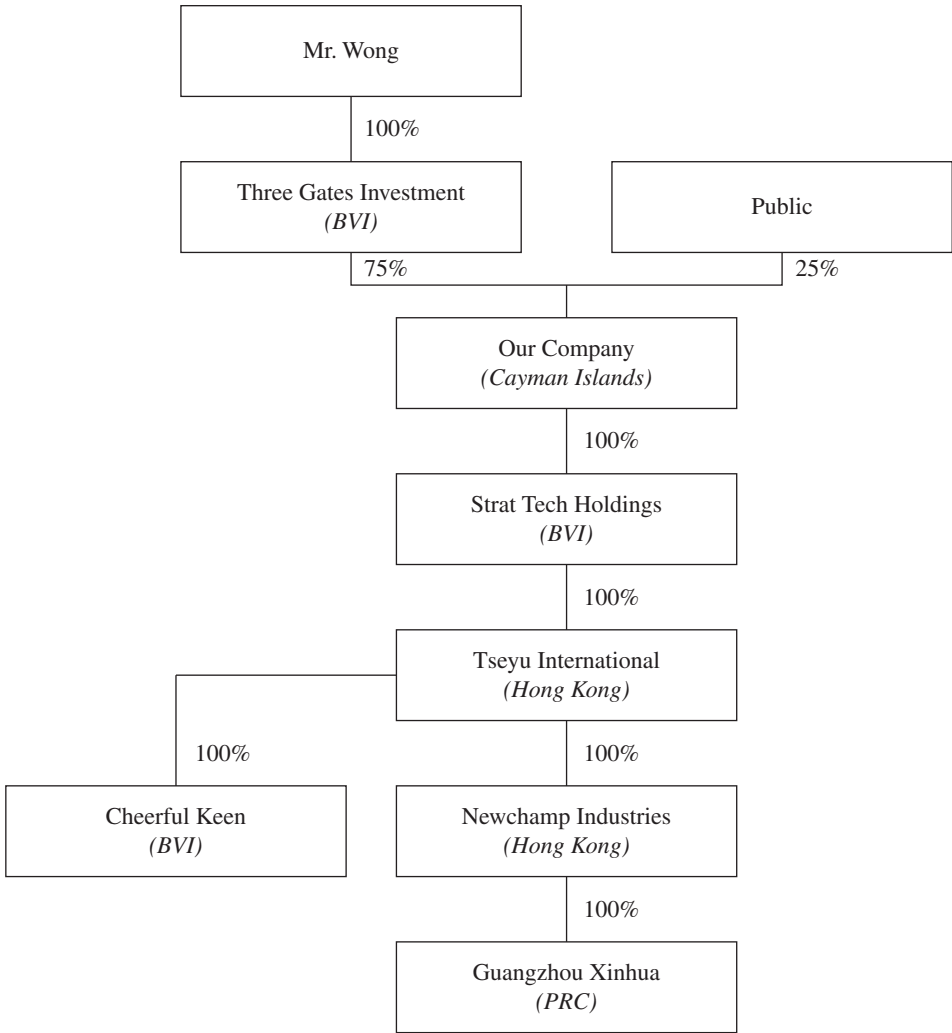 Mr. Wong
100%
Three Gates Investment
(BVI)
Public
75%
25%
Our Company
(Cayman Islands)
100%
Strat Tech Holdings
(BVI)
100%
Tseyu International
(Hong Kong)
100%
100%
Cheerful Keen
(BVI)
Newchamp Industries
(Hong Kong)
100%
Guangzhou Xinhua
(PRC)